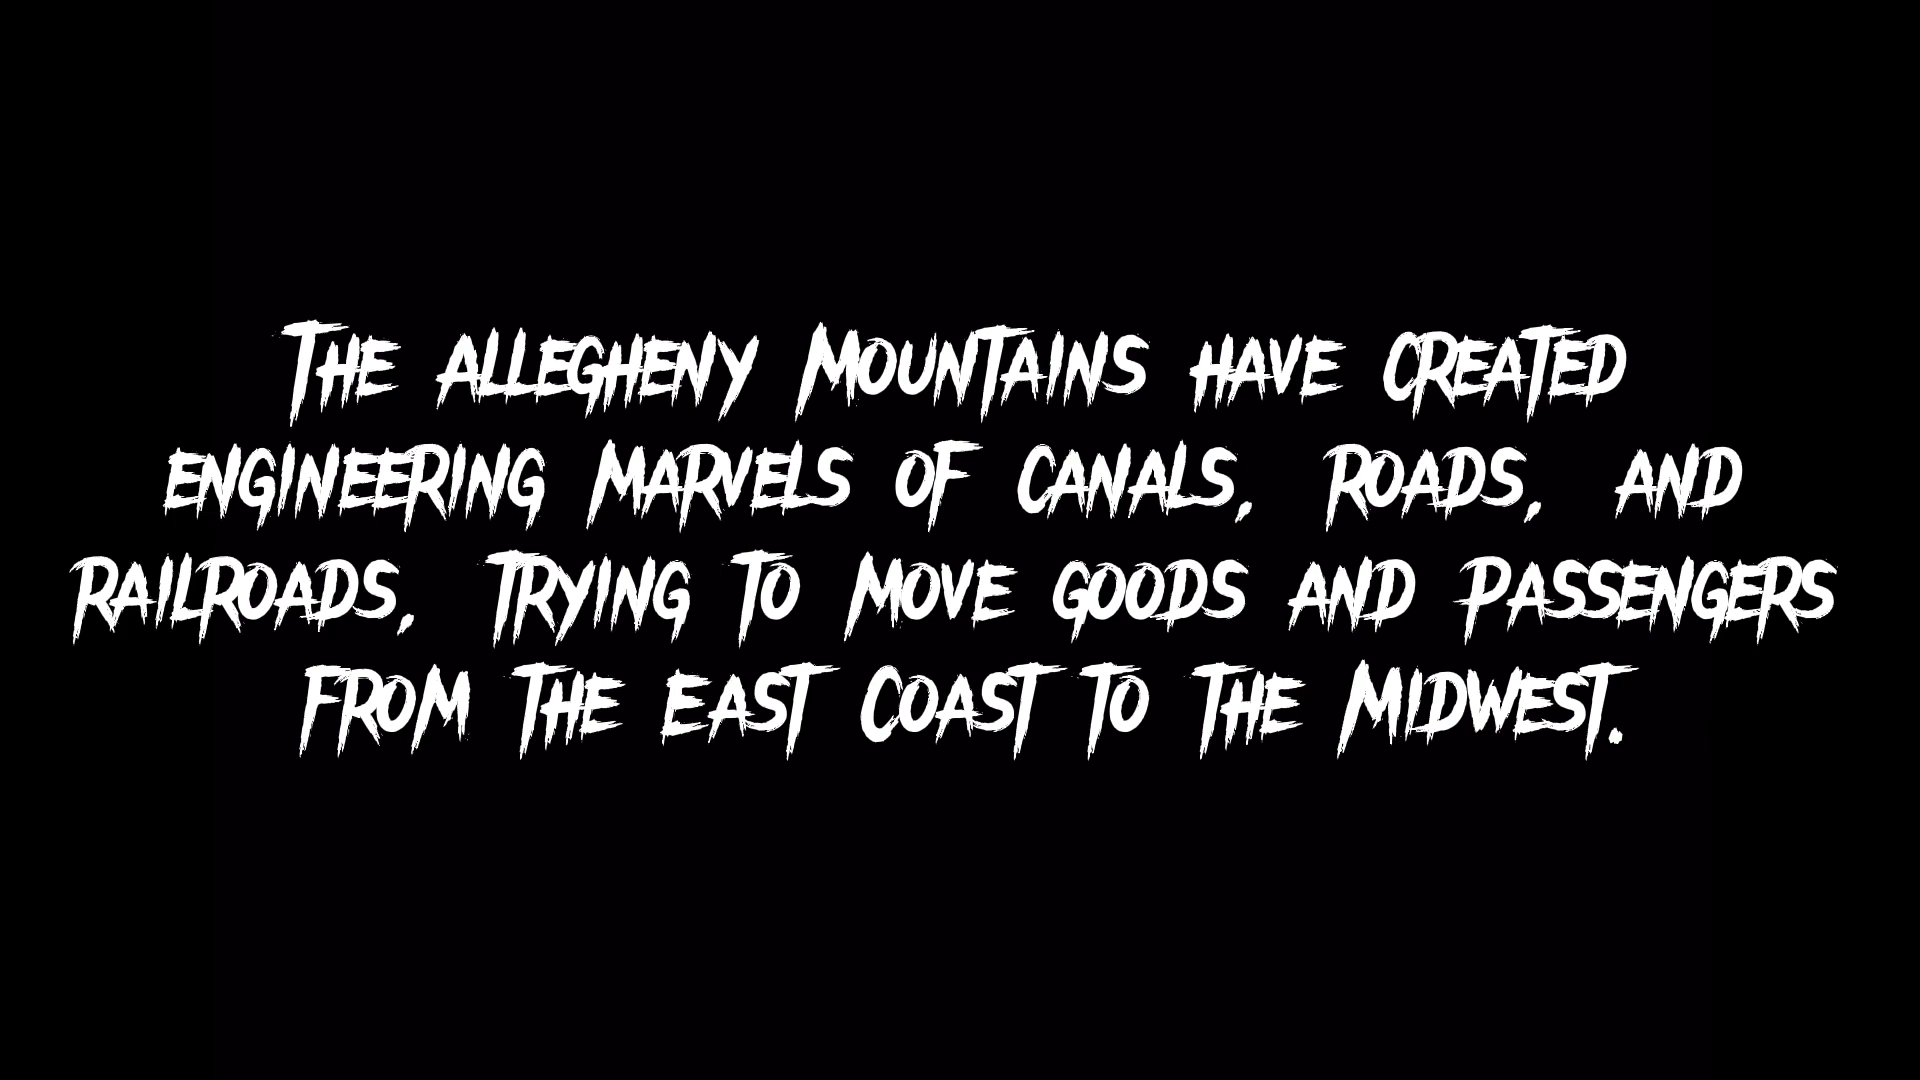 The Allegheny Mountains have created
engineering marvels of canals, roads, and
railroads, trying to move goods and passengers
from the East Coast to the Midwest.